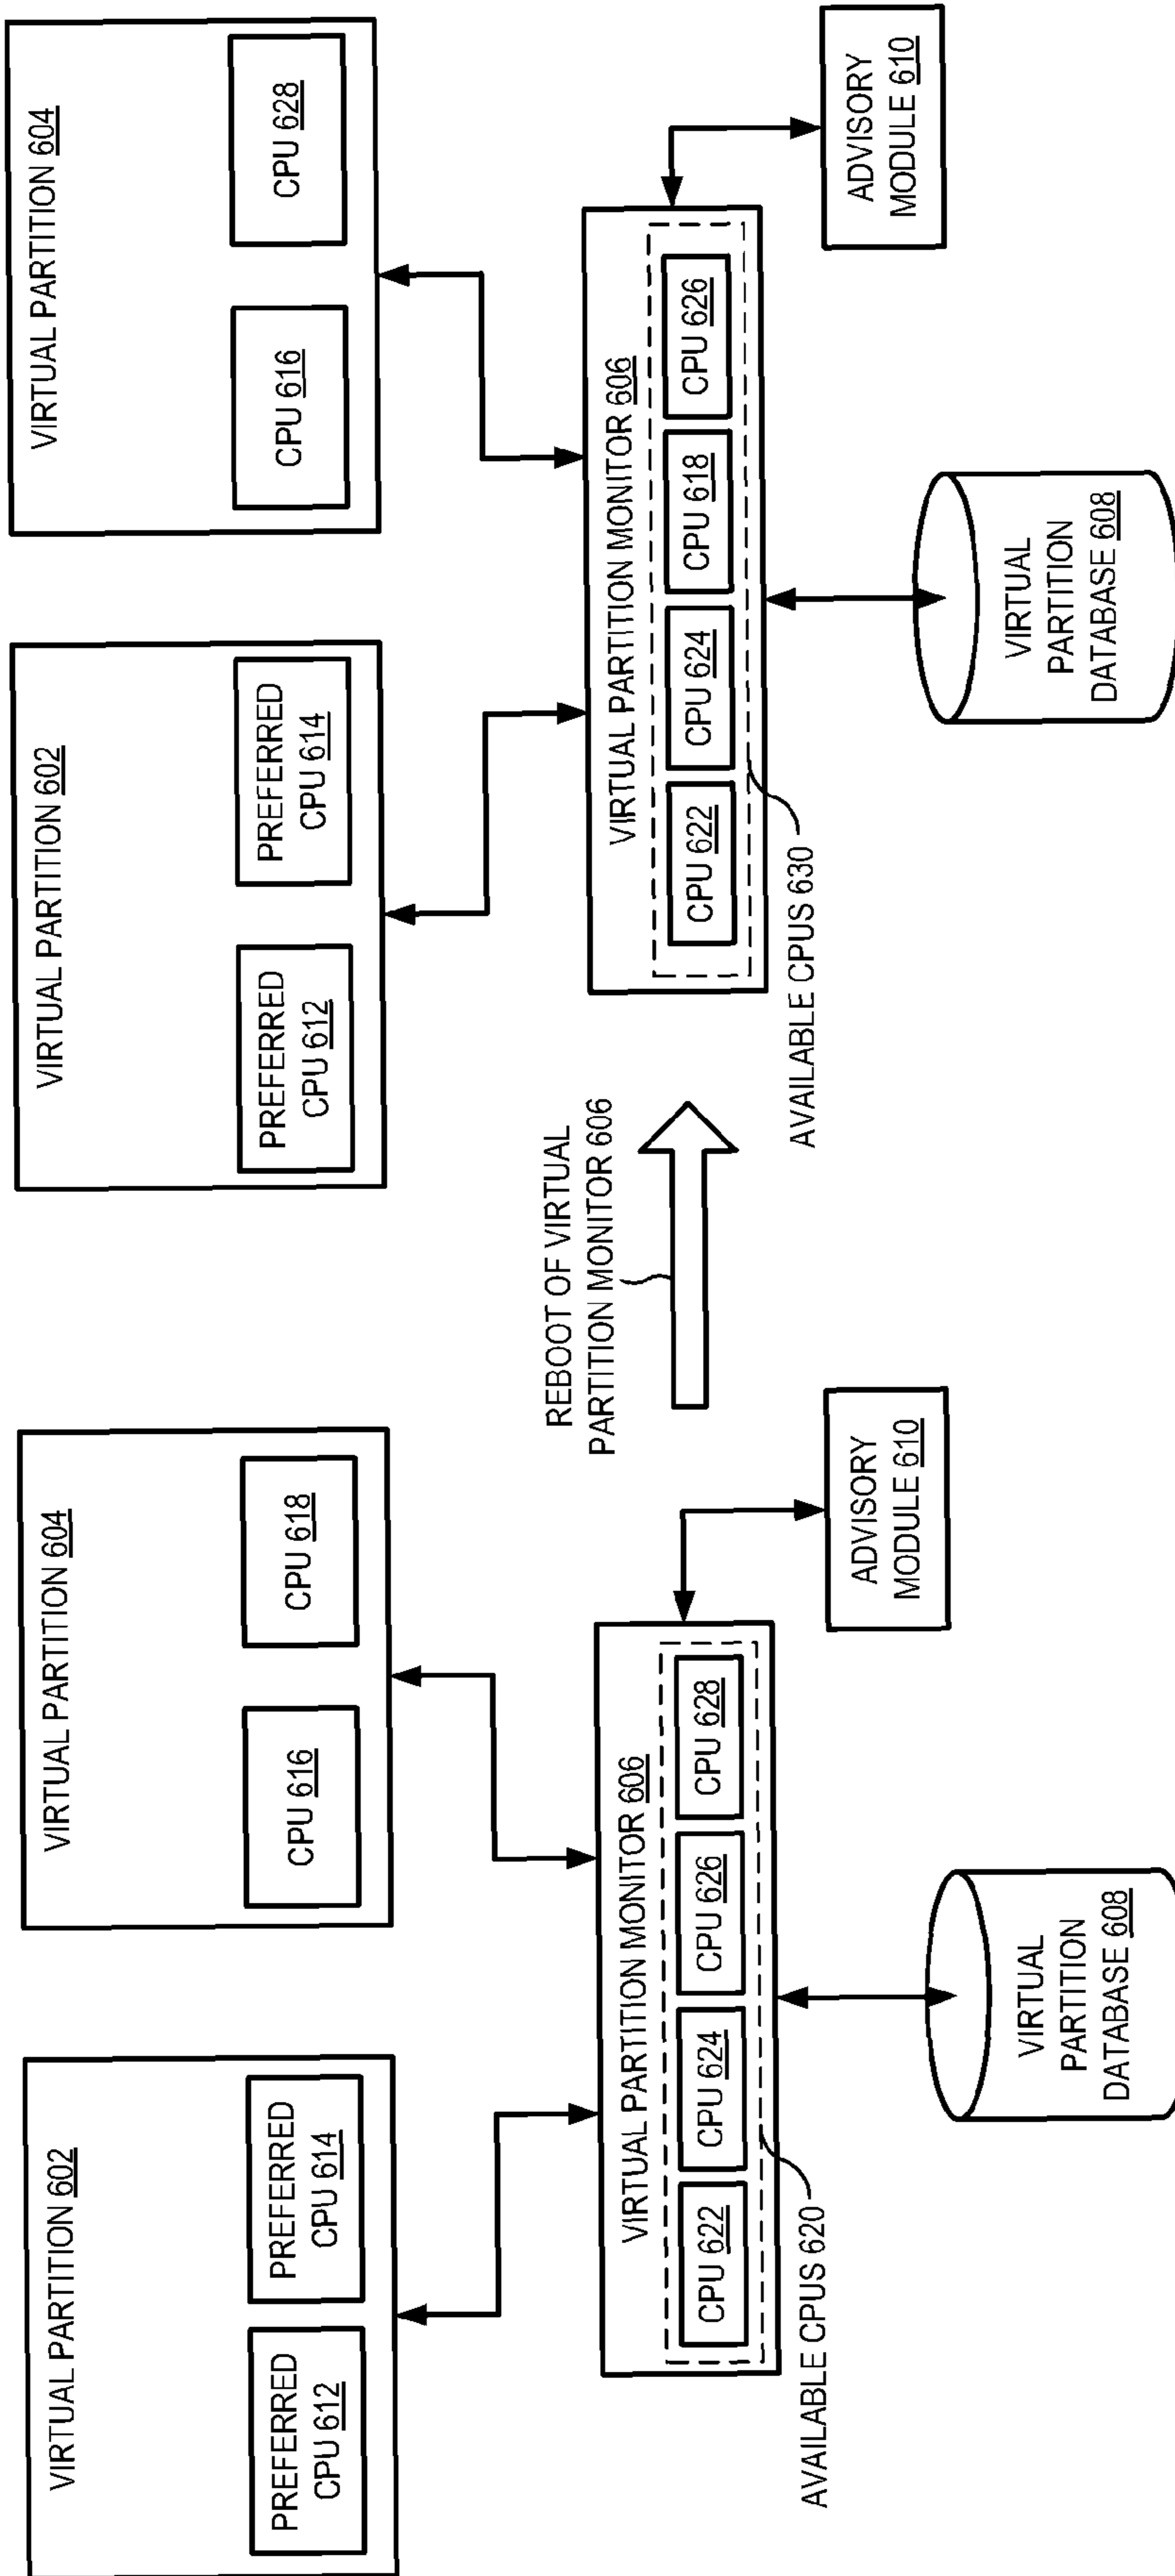 VIRTUAL PARTITION 602
PREFERRED
CPU 612
PREFERRED
CPU 614
VIRTUAL PARTITION 604
CPU 616
CPU 618
VIRTUAL PARTITION MONITOR 606
CPU 622
CPU 624
CPU 626
CPU 628
AVAILABLE CPUS 620
VIRTUAL
PARTITION
DATABASE 608
ADVISORY
MODULE 610
REBOOT OF VIRTUAL
PARTITION MONITOR 606
VIRTUAL PARTITION 602
PREFERRED
CPU 612
PREFERRED
CPU 614
VIRTUAL PARTITION 604
CPU 616
CPU 628
VIRTUAL PARTITION MONITOR 606
CPU 622
CPU 624
CPU 618
CPU 626
AVAILABLE CPUS 630
VIRTUAL
PARTITION
DATABASE 608
ADVISORY
MODULE 610